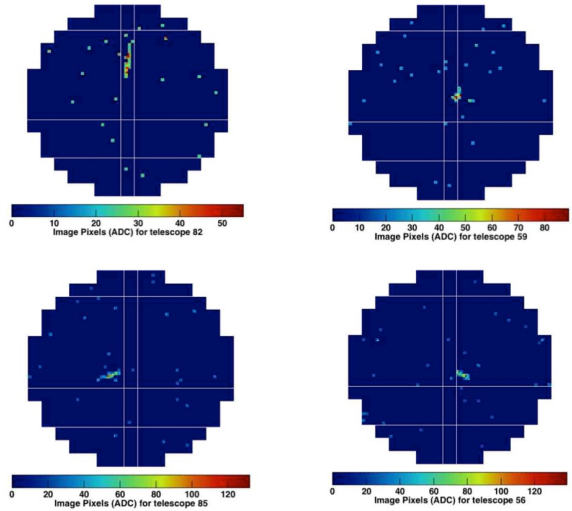 0 10 20 30 40 50
Image Pixels (ADC) for telescope 82
0 10 20 30 40 50 60 70 80
Image Pixels (ADC) for telescope 59
0 20 40 60 80 100 120
Image Pixels (ADC) for telescope 85
0 20 40 60 80 100 120
Image Pixels (ADC) for telescope 56